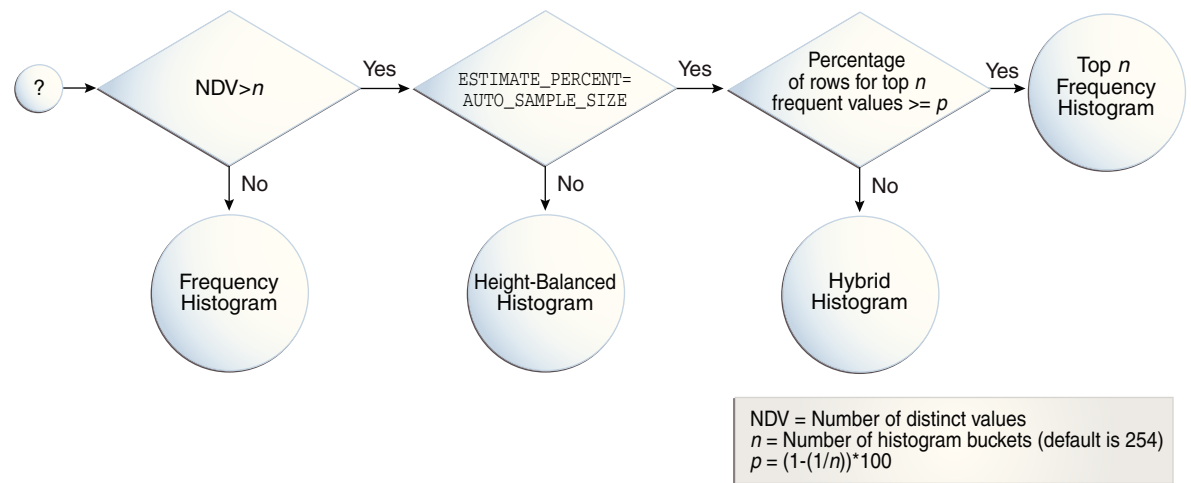 ?
NDV>n
Yes
No
Frequency
Histogram
ESTIMATE_PERCENT=
AUTO_SAMPLE_SIZE
Yes
No
Height-Balanced
Histogram
Percentage
of rows for top n
frequent values >= p
Yes
No
Hybrid
Histogram
Top n
Frequency
Histogram
NDV = Number of distinct values
n = Number of histogram buckets (default is 254)
p = (1-(1/n))*100